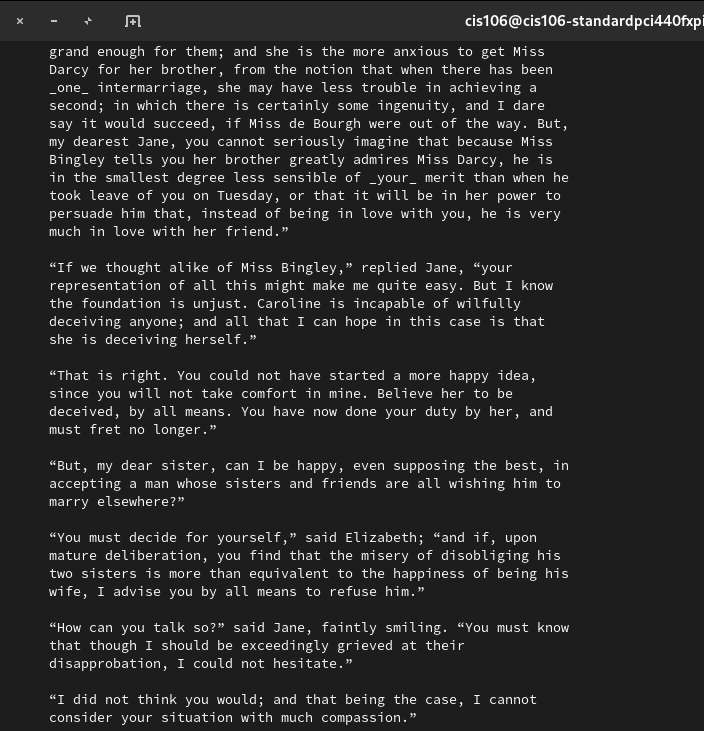 cis106@cis106-standardpci440fxpi
grand enough for them; and she is the more anxious to get Miss
Darcy for her brother, from the notion that when there has been
_one_ intermarriage, she may have less trouble in achieving a
second; in which there is certainly some ingenuity, and I dare
say it would succeed, if Miss de Bourgh were out of the way. But,
my dearest Jane, you cannot seriously imagine that because Miss
Bingley tells you her brother greatly admires Miss Darcy, he is
in the smallest degree less sensible of _your_ merit than when he
took leave of you on Tuesday, or that it will be in her power to
persuade him that, instead of being in love with you, he is very
much in love with her friend.”
“If we thought alike of Miss Bingley,” replied Jane, “your
representation of all this might make me quite easy. But I know
the foundation is unjust. Caroline is incapable of wilfully
deceiving anyone; and all that I can hope in this case is that
she is deceiving herself.”
“That is right. You could not have started a more happy idea,
since you will not take comfort in mine. Believe her to be
deceived, by all means. You have now done your duty by her, and
must fret no longer.”
“But, my dear sister, can I be happy, even supposing the best, in
accepting a man whose sisters and friends are all wishing him to
marry elsewhere?”
“You must decide for yourself,” said Elizabeth; “and if, upon
mature deliberation, you find that the misery of disobliging his
two sisters is more than equivalent to the happiness of being his
wife, I advise you by all means to refuse him.”
“How can you talk so?” said Jane, faintly smiling. “You must know
that though I should be exceedingly grieved at their
disapprobation, I could not hesitate.”
“I did not think you would; and that being the case, I cannot
consider your situation with much compassion.”